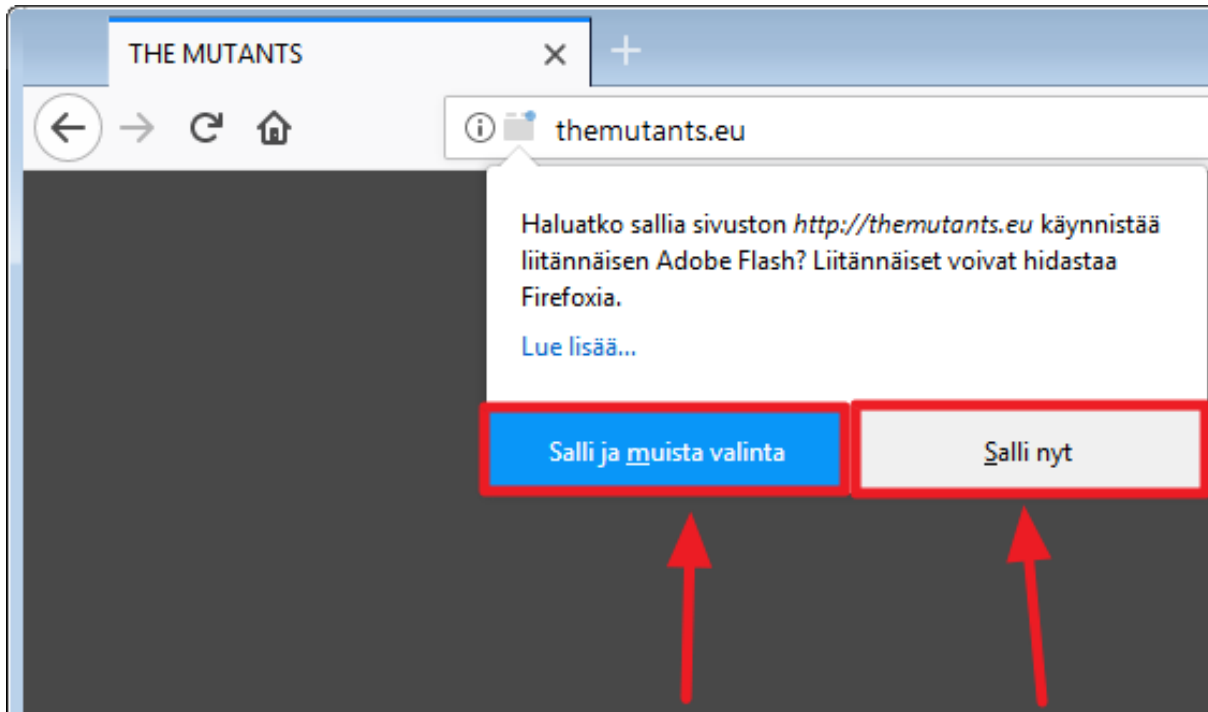 THE MUTANTS
themutants.eu
Haluatko sallia sivuston http://themutants.eu käynnistää
liitännäisen Adobe Flash? Liitännäiset voivat hidastaa
Firefoxia.
Lue lisää...
Salli ja muista valinta
Salli nyt